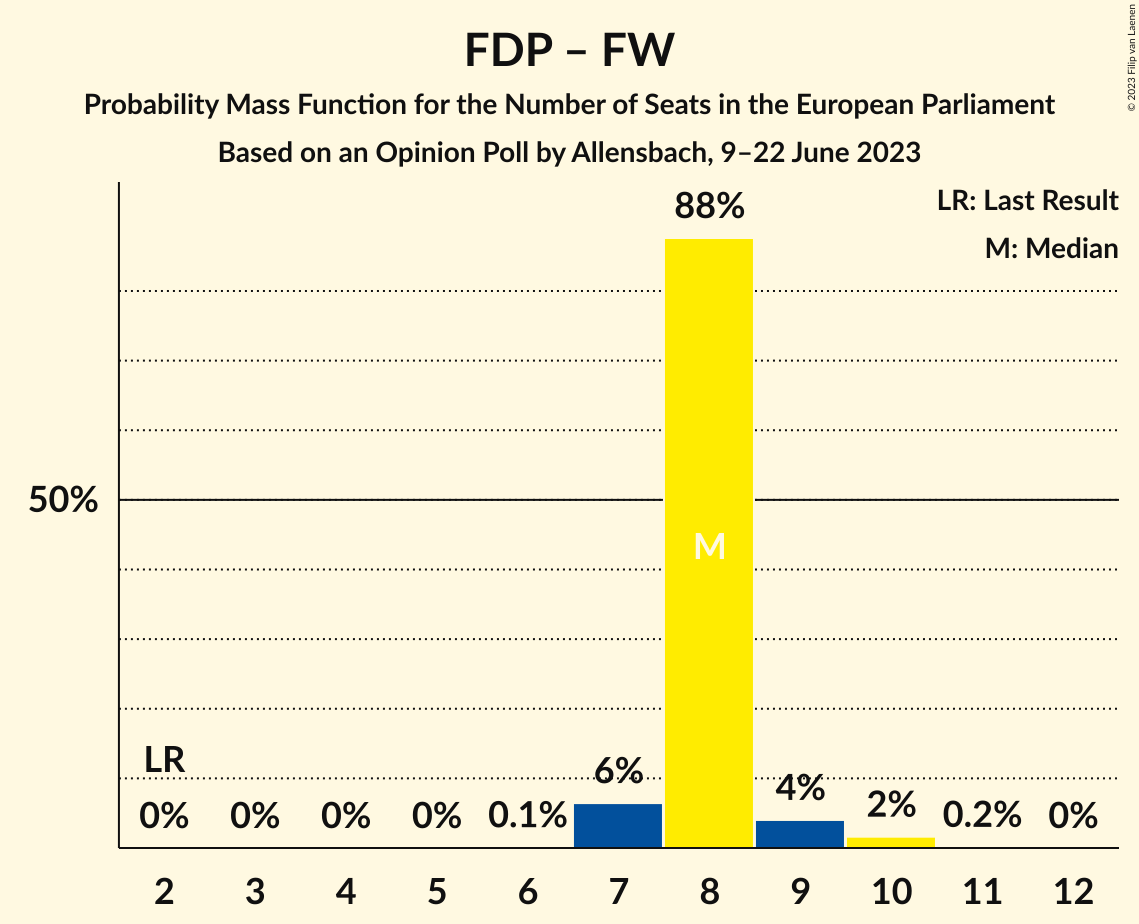 FDP – FW
Probability Mass Function for the Number of Seats in the European Parliament
Based on an Opinion Poll by Allensbach, 9–22 June 2023
© 2023 Filip van Laenen
LR: Last Result
M: Median
88%
50%
M
LR
0%
0%
0%
0%
0.1%
6%
4%
2%
0.2%
0%
2 3 4 5 6 7 8 9 10 11 12